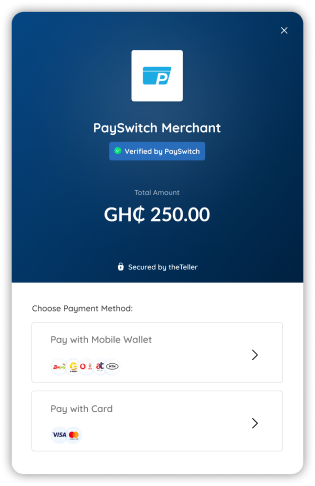 PaySwitch Merchant
Verified by PaySwitch
Total Amount
GH₵ 250.00
Secured by theTeller
Choose Payment Method:
Pay with Mobile Wallet
Pay with Card
VISA